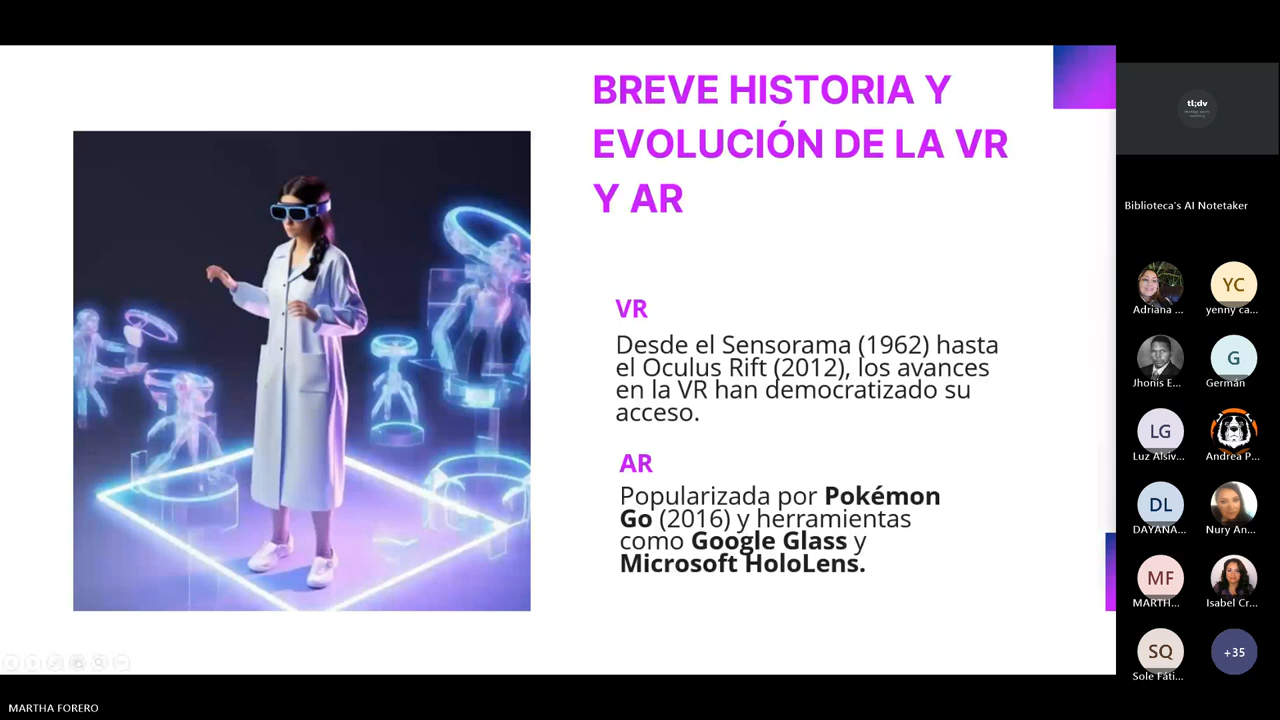 BREVE HISTORIA Y
EVOLUCIÓN DE LA VR
Y AR
VR
Desde el Sensorama (1962) hasta
el Oculus Rift (2012), los avances
en la VR han democratizado su
acceso.
AR
Popularizada por Pokémon
Go (2016) y herramientas
como Google Glass y
Microsoft HoloLens.
tl;dv
Biblioteca's AI Notetaker
Adriana ...
YC
yenny ca...
Jhonis E...
G
Germán
LG
Luz Alsiv...
Andrea P...
DL
DAYANA...
Nury An...
MF
MARTH...
Isabel Cr...
SQ
Sole Fáti...
+35
MARTHA FORERO